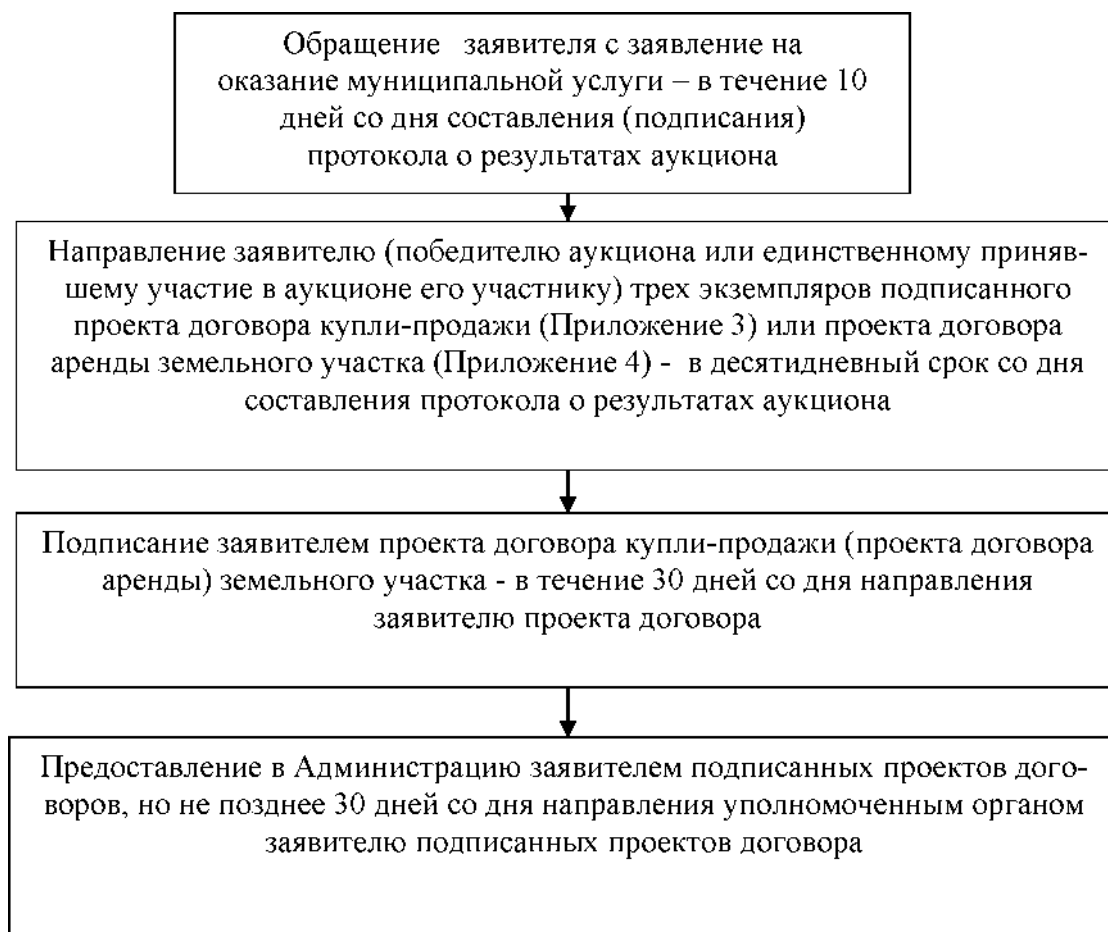 Обращение заявителя с заявление на
оказание муниципальной услуги – в течение 10
дней со дня составления (подписания)
протокола о результатах аукциона
Направление заявителю (победителю аукциона или единственному приняв-
шему участие в аукционе его участнику) трех экземпляров подписанного
проекта договора купли-продажи (Приложение 3) или проекта договора
аренды земельного участка (Приложение 4) - в десятидневный срок со дня
составления протокола о результатах аукциона
Подписание заявителем проекта договора купли-продажи (проекта договора
аренды) земельного участка - в течение 30 дней со дня направления
заявителю проекта договора
Предоставление в Администрацию заявителем подписанных проектов дого-
воров, но не позднее 30 дней со дня направления уполномоченным органом
заявителю подписанных проектов договора